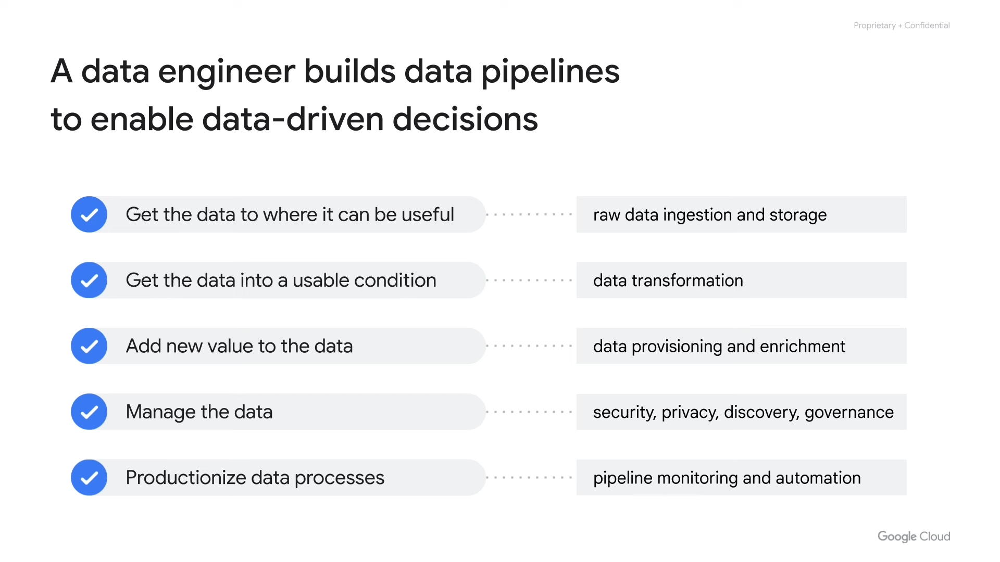 Proprietary + Confidential
A data engineer builds data pipelines
to enable data-driven decisions
Get the data to where it can be useful
raw data ingestion and storage
Get the data into a usable condition
data transformation
Add new value to the data
data provisioning and enrichment
Manage the data
security, privacy, discovery, governance
Productionize data processes
pipeline monitoring and automation
Google Cloud